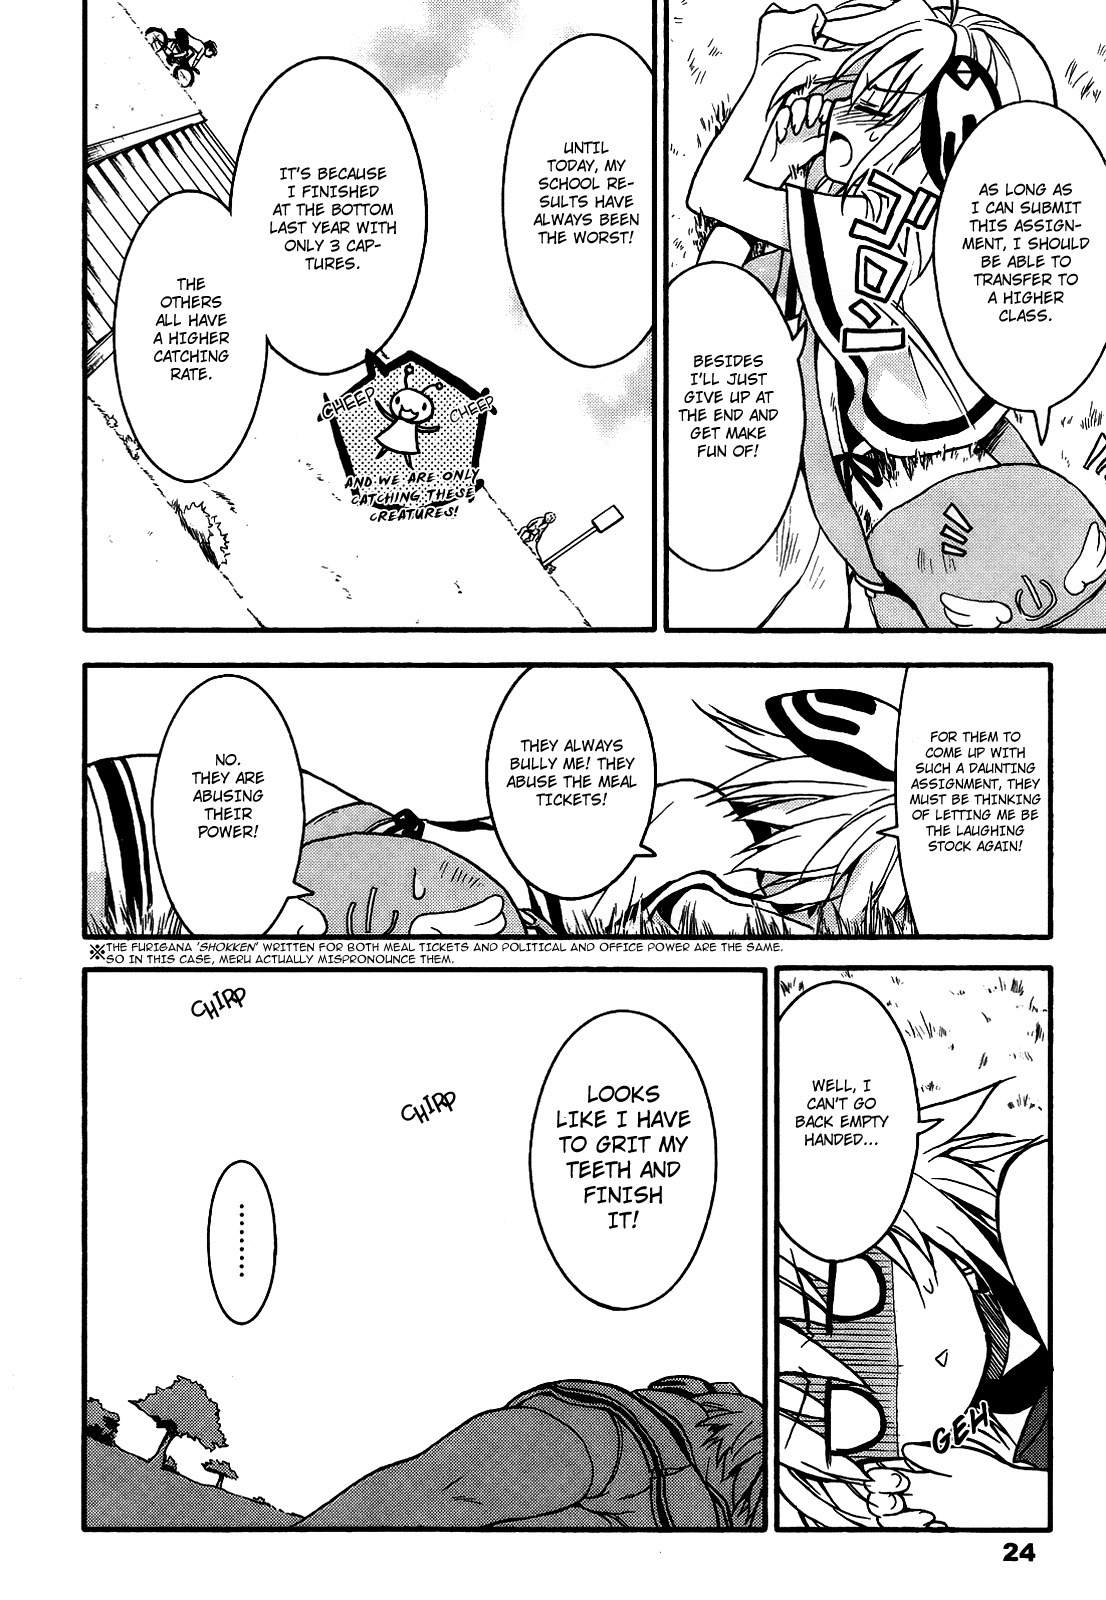 AS LONG AS
I CAN SUBMIT
THIS ASSIGN-
MENT, I SHOULD
BE ABLE TO
TRANSFER TO
A HIGHER
CLASS.
ゴロン
BESIDES
I'LL JUST
GIVE UP AT
THE END AND
GET MAKE
FUN OF!
UNTIL
TODAY, MY
SCHOOL RE-
SULTS HAVE
ALWAYS BEEN
THE WORST!
IT'S BECAUSE
I FINISHED
AT THE BOTTOM
LAST YEAR WITH
ONLY 3 CAP-
TURES.
THE
OTHERS
ALL HAVE
A HIGHER
CATCHING
RATE.
CHEEP
CHEEP
AND WE ARE ONLY
CATCHING THESE
CREATURES!
FOR THEM TO
COME UP WITH
SUCH A DAUNTING
ASSIGNMENT, THEY
MUST BE THINKING
OF LETTING ME BE
THE LAUGHING
STOCK AGAIN!
THEY ALWAYS
BULLY ME! THEY
ABUSE THE MEAL
TICKETS!
NO.
THEY ARE
ABUSING
THEIR
POWER!
※THE FURIGANA 'SHOKKEN' WRITTEN FOR BOTH MEAL TICKETS AND POLITICAL AND OFFICE POWER ARE THE SAME.
SO IN THIS CASE, MERU ACTUALLY MISPRONOUNCE THEM.
WELL, I
CAN'T GO
BACK EMPTY
HANDED...
GEH
LOOKS
LIKE I HAVE
TO GRIT MY
TEETH AND
FINISH
IT!
CHIRP
CHIRP
.........
24